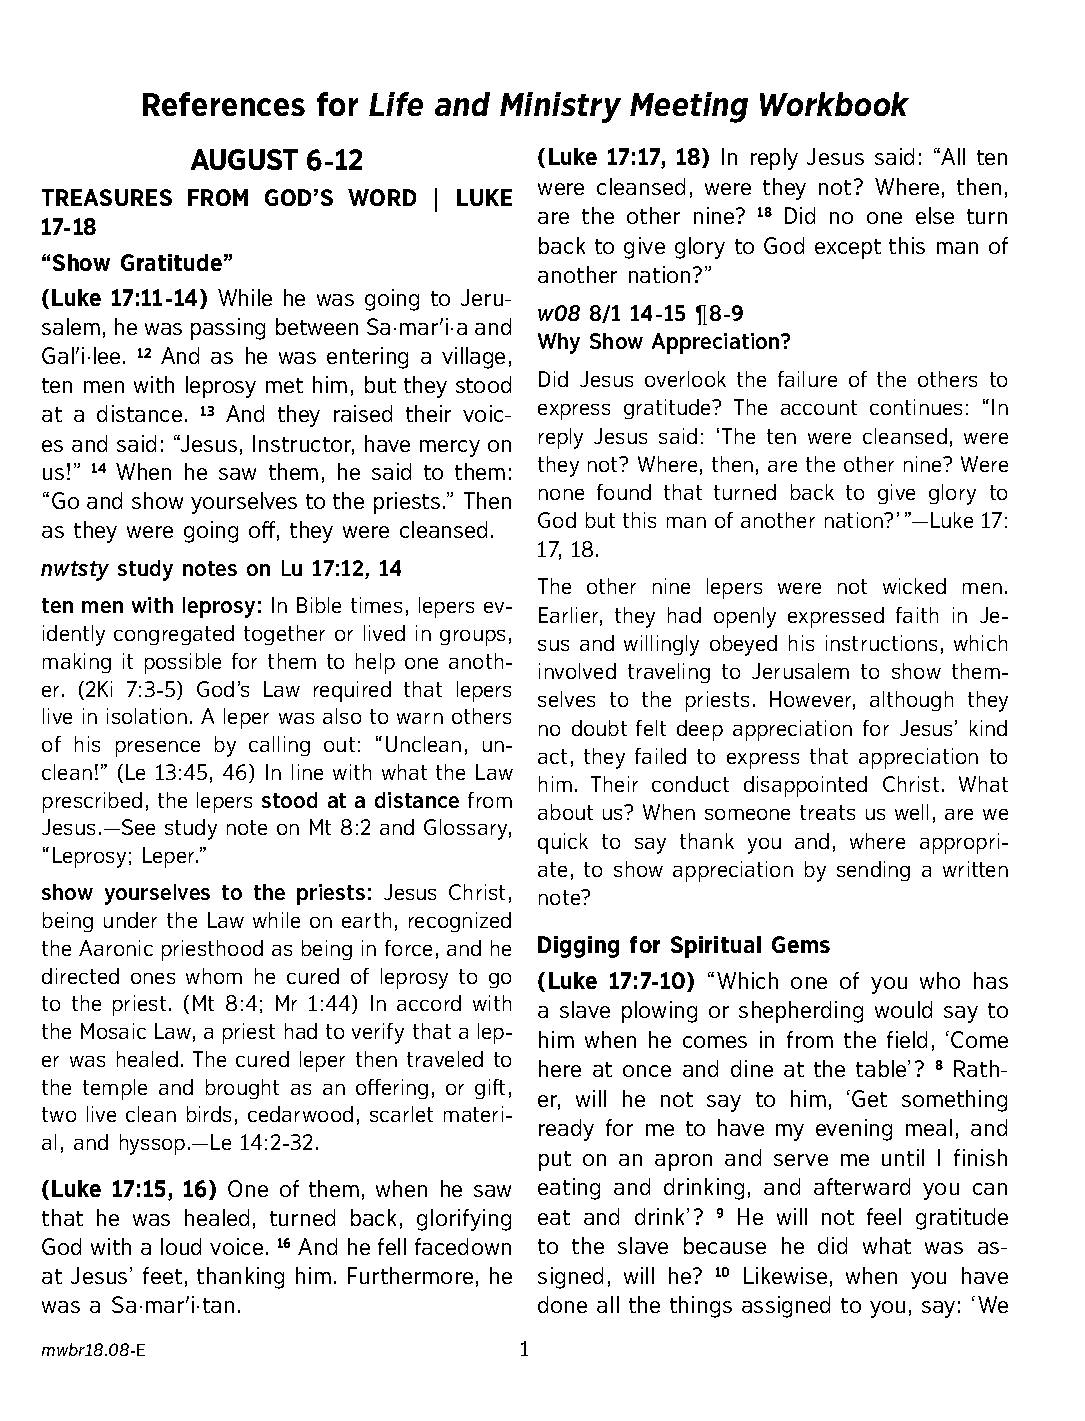 References for Life and Ministry Meeting Workbook
AUGUST 6-12
TREASURES FROM GOD’S WORD | LUKE
17-18
“Show Gratitude”
(Luke 17:11-14) While he was going to Jeru-
salem, he was passing between Sa·mar′i·a and
Gal′i·lee. 12 And as he was entering a village,
ten men with leprosy met him, but they stood
at a distance. 13 And they raised their voic-
es and said: “Jesus, Instructor, have mercy on
us!” 14 When he saw them, he said to them:
“Go and show yourselves to the priests.” Then
as they were going off, they were cleansed.
nwtsty study notes on Lu 17:12, 14
ten men with leprosy: In Bible times, lepers ev-
idently congregated together or lived in groups,
making it possible for them to help one anoth-
er. (2Ki 7:3-5) God’s Law required that lepers
live in isolation. A leper was also to warn others
of his presence by calling out: “Unclean, un-
clean!” (Le 13:45, 46) In line with what the Law
prescribed, the lepers stood at a distance from
Jesus.—See study note on Mt 8:2 and Glossary,
“Leprosy; Leper.”
show yourselves to the priests: Jesus Christ,
being under the Law while on earth, recognized
the Aaronic priesthood as being in force, and he
directed ones whom he cured of leprosy to go
to the priest. (Mt 8:4; Mr 1:44) In accord with
the Mosaic Law, a priest had to verify that a lep-
er was healed. The cured leper then traveled to
the temple and brought as an offering, or gift,
two live clean birds, cedarwood, scarlet materi-
al, and hyssop.—Le 14:2-32.
(Luke 17:15, 16) One of them, when he saw
that he was healed, turned back, glorifying
God with a loud voice. 16 And he fell facedown
at Jesus’ feet, thanking him. Furthermore, he
was a Sa·mar′i·tan.
(Luke 17:17, 18) In reply Jesus said: “All ten
were cleansed, were they not? Where, then,
are the other nine? 18 Did no one else turn
back to give glory to God except this man of
another nation?”
w08 8/1 14-15 ¶8-9
Why Show Appreciation?
Did Jesus overlook the failure of the others to
express gratitude? The account continues: “In
reply Jesus said: ‘The ten were cleansed, were
they not? Where, then, are the other nine? Were
none found that turned back to give glory to
God but this man of another nation?’”—Luke 17:
17, 18.
The other nine lepers were not wicked men.
Earlier, they had openly expressed faith in Je-
sus and willingly obeyed his instructions, which
involved traveling to Jerusalem to show them-
selves to the priests. However, although they
no doubt felt deep appreciation for Jesus’ kind
act, they failed to express that appreciation to
him. Their conduct disappointed Christ. What
about us? When someone treats us well, are we
quick to say thank you and, where appropri-
ate, to show appreciation by sending a written
note?
Digging for Spiritual Gems
(Luke 17:7-10) “Which one of you who has
a slave plowing or shepherding would say to
him when he comes in from the field, ‘Come
here at once and dine at the table’? 8 Rath-
er, will he not say to him, ‘Get something
ready for me to have my evening meal, and
put on an apron and serve me until I finish
eating and drinking, and afterward you can
eat and drink’? 9 He will not feel gratitude
to the slave because he did what was as-
signed, will he? 10 Likewise, when you have
done all the things assigned to you, say: ‘We
mwbr18.08-E
1